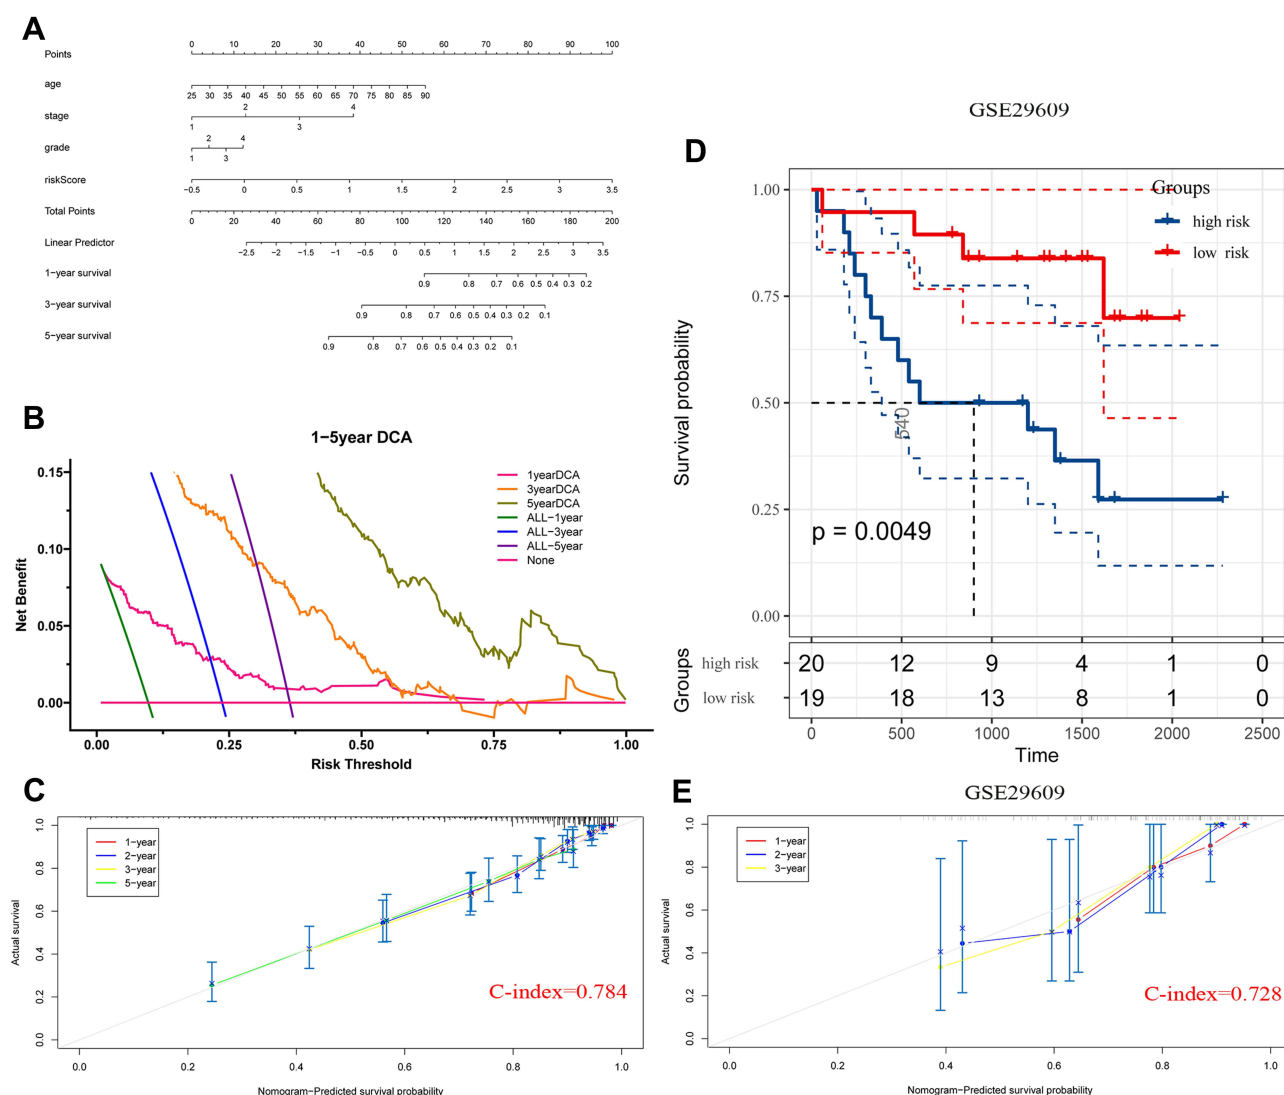 A
Points
0 10 20 30 40 50 60 70 80 90 100
age
25 30 35 40 45 50 55 60 65 70 75 80 85 90
stage
2 4
1 3
grade
2 4
1 3
riskScore
−0.5 0 0.5 1 1.5 2 2.5 3 3.5
Total Points
0 20 40 60 80 100 120 140 160 180 200
Linear Predictor
−2.5 −2 −1.5 −1 −0.5 0 0.5 1 1.5 2 2.5 3 3.5
1−year survival
0.9 0.8 0.7 0.6 0.5 0.4 0.3 0.2
3−year survival
0.9 0.8 0.7 0.6 0.5 0.4 0.3 0.2 0.1
5−year survival
0.9 0.8 0.7 0.6 0.5 0.4 0.3 0.2 0.1
B
1-5year DCA
Net Benefit
0.15
0.10
0.05
0.00
1yearDCA
3yearDCA
5yearDCA
ALL-1year
ALL-3year
ALL-5year
None
0.00 0.25 0.50 0.75 1.00
Risk Threshold
C
Actual survival
1.0
0.8
0.6
0.4
0.2
0.0
1−year
2−year
3−year
5−year
C-index=0.784
0.0 0.2 0.4 0.6 0.8 1.0
Nomogram−Predicted survival probability
D
GSE29609
Survival probability
1.00
0.75
0.50
0.25
0.00
Groups
high risk
low risk
540
p = 0.0049
Groups
high risk 20 12 9 4 1 0
low risk 19 18 13 8 1 0
0 500 1000 1500 2000 2500
Time
E
GSE29609
Actual survival
1.0
0.8
0.6
0.4
0.2
0.0
1−year
2−year
3−year
C-index=0.728
0.0 0.2 0.4 0.6 0.8 1.0
Nomogram−Predicted survival probability